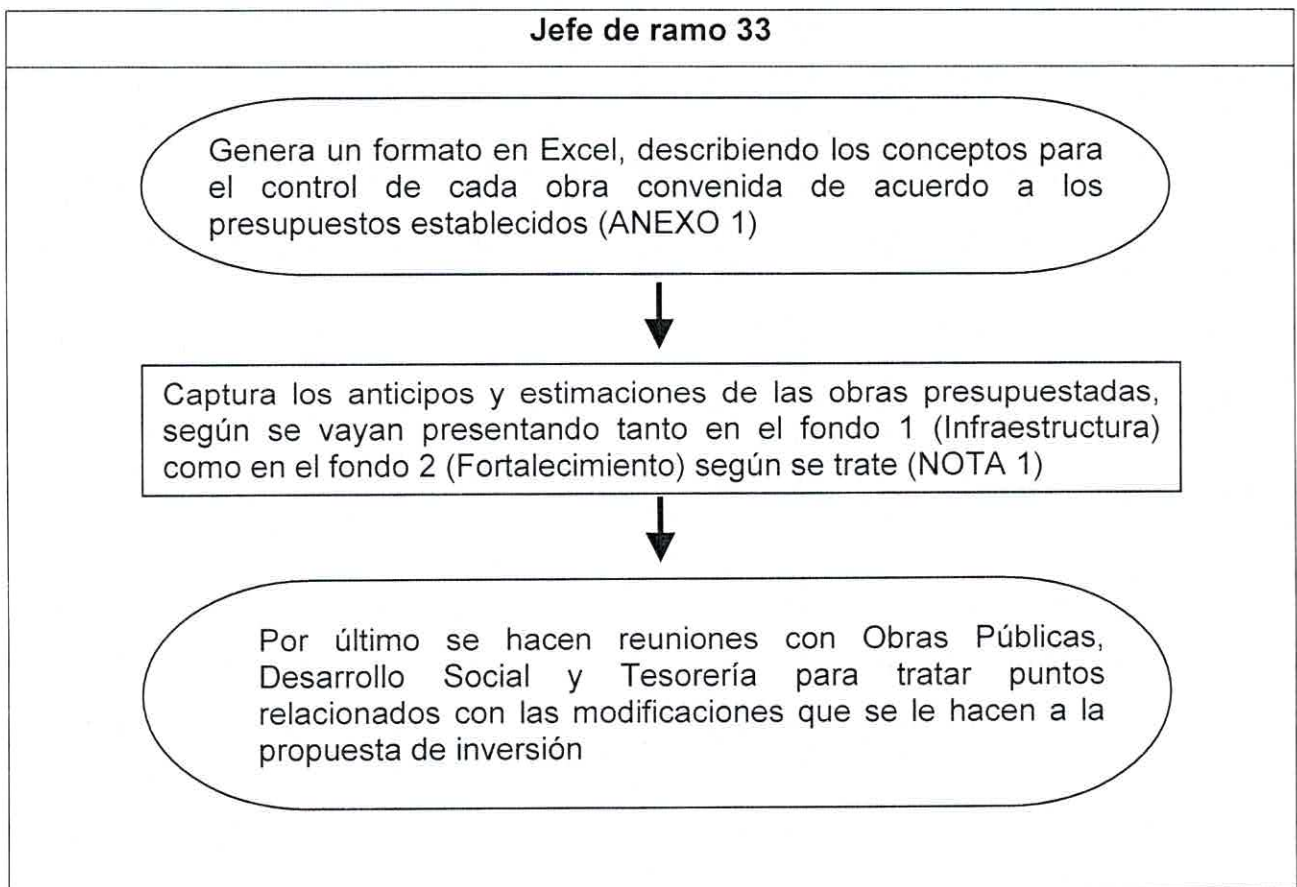 Jefe de ramo 33
Genera un formato en Excel, describiendo los conceptos para
el control de cada obra convenida de acuerdo a los
presupuestos establecidos (ANEXO 1)
Captura los anticipos y estimaciones de las obras presupuestadas,
según se vayan presentando tanto en el fondo 1 (Infraestructura)
como en el fondo 2 (Fortalecimiento) según se trate (NOTA 1)
Por último se hacen reuniones con Obras Públicas,
Desarrollo Social y Tesorería para tratar puntos
relacionados con las modificaciones que se le hacen a la
propuesta de inversión